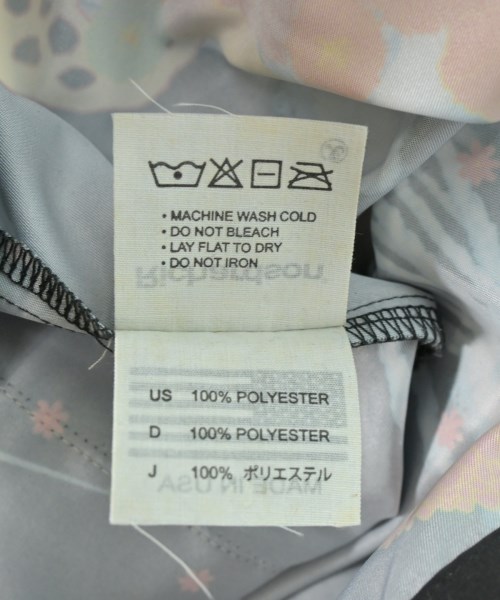 • MACHINE WASH COLD
• DO NOT BLEACH
• LAY FLAT TO DRY
• DO NOT IRON
Richardson
US 100% POLYESTER
D 100% POLYESTER
J 100% ポリエステル
MADE IN USA